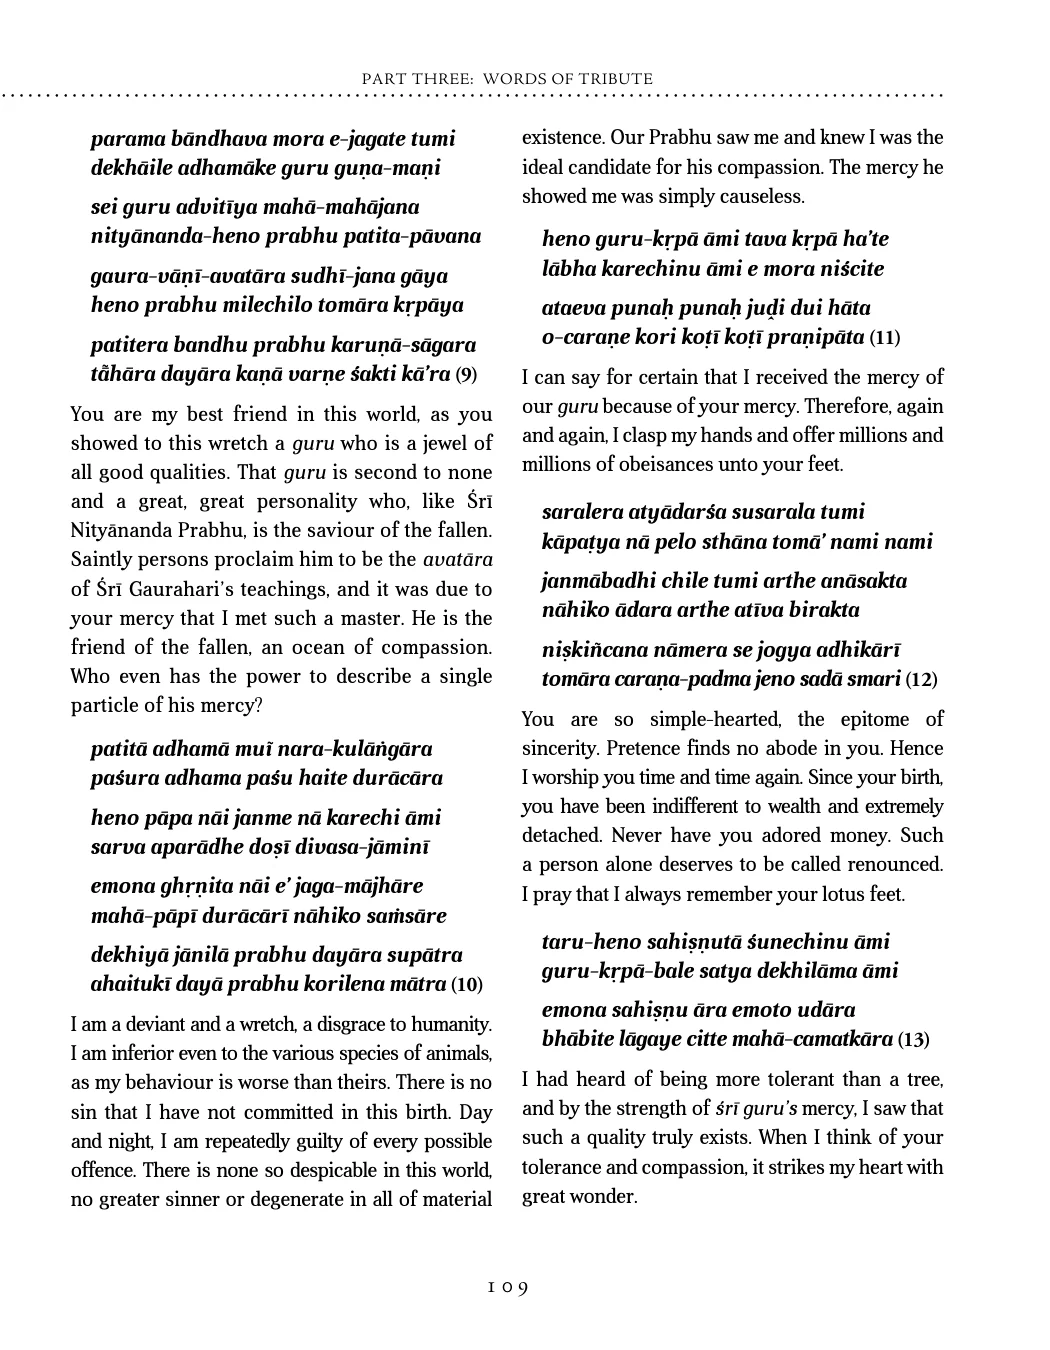 PART THREE: WORDS OF TRIBUTE
parama bāndhava mora e-jagate tumi
dekhāile adhamāke guru guṇa-maṇi
sei guru advitīya mahā-mahājana
nityānanda-heno prabhu patita-pāvana
gaura-vāṇī-avatāra sudhī-jana gāya
heno prabhu milechilo tomāra kṛpāya
patitera bandhu prabhu karuṇā-sāgara
tā̃hāra dayāra kaṇā varṇe śakti kā’ra (9)
You are my best friend in this world, as you
showed to this wretch a guru who is a jewel of
all good qualities. That guru is second to none
and a great, great personality who, like Śrī
Nityānanda Prabhu, is the saviour of the fallen.
Saintly persons proclaim him to be the avatāra
of Śrī Gaurahari’s teachings, and it was due to
your mercy that I met such a master. He is the
friend of the fallen, an ocean of compassion.
Who even has the power to describe a single
particle of his mercy?
patitā adhamā muĩ nara-kulāṅgāra
paśura adhama paśu haite durācāra
heno pāpa nāi janme nā karechi āmi
sarva aparādhe doṣī divasa-jāminī
emona ghṛṇita nāi e’ jaga-mājhāre
mahā-pāpī durācārī nāhiko saṁsāre
dekhiyā jānilā prabhu dayāra supātra
ahaitukī dayā prabhu korilena mātra (10)
I am a deviant and a wretch, a disgrace to humanity.
I am inferior even to the various species of animals,
as my behaviour is worse than theirs. There is no
sin that I have not committed in this birth. Day
and night, I am repeatedly guilty of every possible
offence. There is none so despicable in this world,
no greater sinner or degenerate in all of material
existence. Our Prabhu saw me and knew I was the
ideal candidate for his compassion. The mercy he
showed me was simply causeless.
heno guru-kṛpā āmi tava kṛpā ha’te
lābha karechinu āmi e mora niścite
ataeva punaḥ punaḥ juḓi dui hāta
o-caraṇe kori koṭī koṭī praṇipāta (11)
I can say for certain that I received the mercy of
our guru because of your mercy. Therefore, again
and again, I clasp my hands and offer millions and
millions of obeisances unto your feet.
saralera atyādarśa susarala tumi
kāpaṭya nā pelo sthāna tomā’ nami nami
janmābadhi chile tumi arthe anāsakta
nāhiko ādara arthe atīva birakta
niṣkiñcana nāmera se jogya adhikārī
tomāra caraṇa-padma jeno sadā smari (12)
You are so simple-hearted, the epitome of
sincerity. Pretence finds no abode in you. Hence
I worship you time and time again. Since your birth,
you have been indifferent to wealth and extremely
detached. Never have you adored money. Such
a person alone deserves to be called renounced.
I pray that I always remember your lotus feet.
taru-heno sahiṣṇutā śunechinu āmi
guru-kṛpā-bale satya dekhilāma āmi
emona sahiṣṇu āra emoto udāra
bhābite lāgaye citte mahā-camatkāra (13)
I had heard of being more tolerant than a tree,
and by the strength of śrī guru’s mercy, I saw that
such a quality truly exists. When I think of your
tolerance and compassion, it strikes my heart with
great wonder.
109